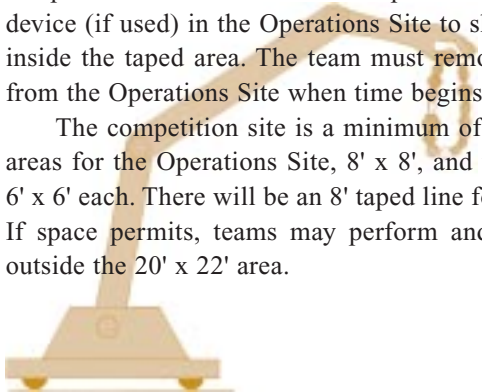 device (if used) in the Operations Site to
inside the taped area. The team must
from the Operations Site when time begins
The competition site is a minimum of
areas for the Operations Site, 8' x 8', and
6' x 6' each. There will be an 8' taped line
If space permits, teams may perform and
outside the 20' x 22' area.